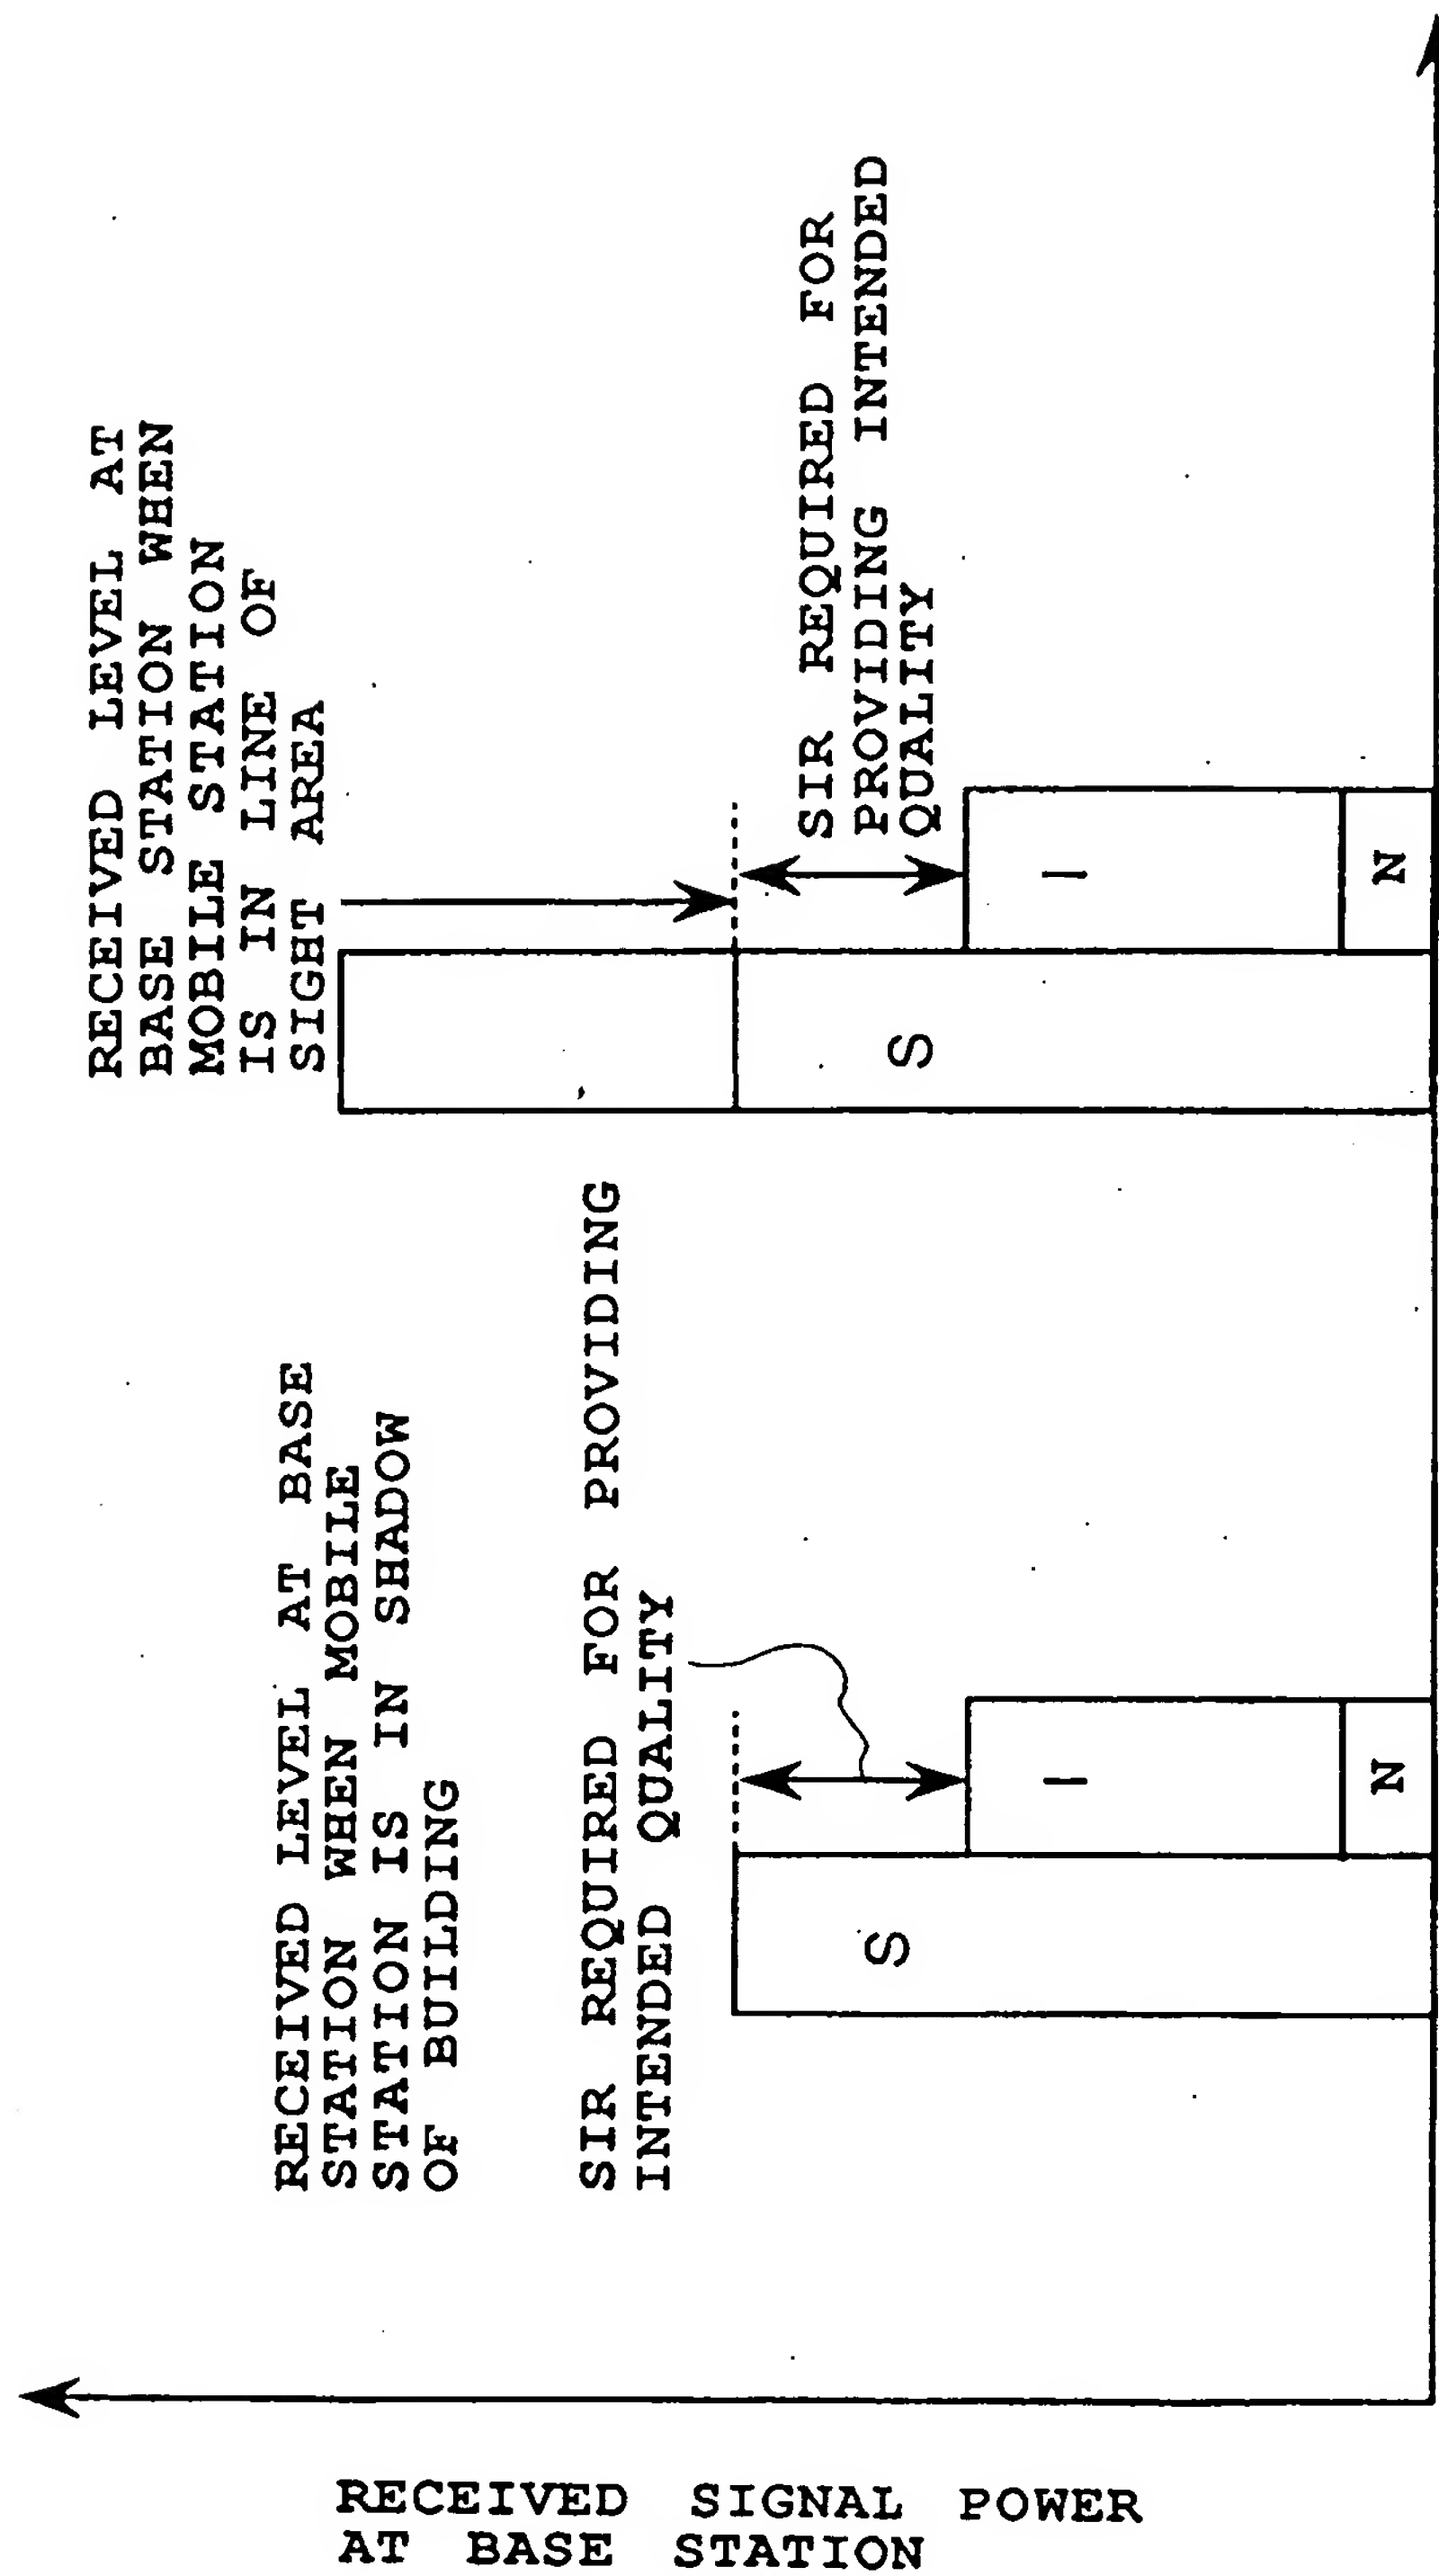 RECEIVED SIGNAL POWER
AT BASE STATION
RECEIVED LEVEL AT BASE
STATION WHEN MOBILE
STATION IS IN SHADOW
OF BUILDING
SIR REQUIRED FOR PROVIDING
INTENDED QUALITY
S
I
N
RECEIVED LEVEL AT
BASE STATION WHEN
MOBILE STATION
IS IN LINE OF
SIGHT AREA
SIR REQUIRED FOR
PROVIDING INTENDED
QUALITY
S
I
N